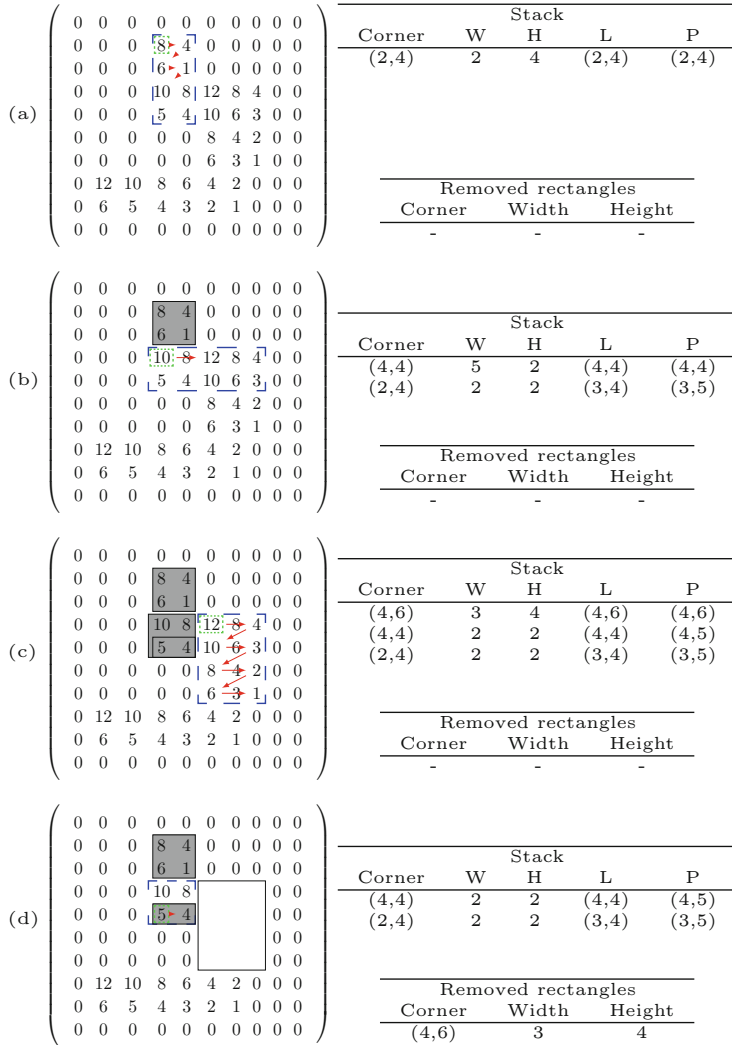 (a)
0 0 0 0 0 0 0 0 0 0
0 0 0 8 4 0 0 0 0 0
0 0 0 6 1 0 0 0 0 0
0 0 0 10 8 12 8 4 0 0
0 0 0 5 4 10 6 3 0 0
0 0 0 0 0 8 4 2 0 0
0 0 0 0 0 6 3 1 0 0
0 12 10 8 6 4 2 0 0 0
0 6 5 4 3 2 1 0 0 0
0 0 0 0 0 0 0 0 0 0
Stack
Corner W H L P
(2,4) 2 4 (2,4) (2,4)
Removed rectangles
Corner Width Height
- - -
(b)
0 0 0 0 0 0 0 0 0 0
0 0 0 8 4 0 0 0 0 0
0 0 0 6 1 0 0 0 0 0
0 0 0 10 8 12 8 4 0 0
0 0 0 5 4 10 6 3 0 0
0 0 0 0 0 8 4 2 0 0
0 0 0 0 0 6 3 1 0 0
0 12 10 8 6 4 2 0 0 0
0 6 5 4 3 2 1 0 0 0
0 0 0 0 0 0 0 0 0 0
Stack
Corner W H L P
(4,4) 5 2 (4,4) (4,4)
(2,4) 2 2 (3,4) (3,5)
Removed rectangles
Corner Width Height
- - -
(c)
0 0 0 0 0 0 0 0 0 0
0 0 0 8 4 0 0 0 0 0
0 0 0 6 1 0 0 0 0 0
0 0 0 10 8 12 8 4 0 0
0 0 0 5 4 10 6 3 0 0
0 0 0 0 0 8 4 2 0 0
0 0 0 0 0 6 3 1 0 0
0 12 10 8 6 4 2 0 0 0
0 6 5 4 3 2 1 0 0 0
0 0 0 0 0 0 0 0 0 0
Stack
Corner W H L P
(4,6) 3 4 (4,6) (4,6)
(4,4) 2 2 (4,4) (4,5)
(2,4) 2 2 (3,4) (3,5)
Removed rectangles
Corner Width Height
- - -
(d)
0 0 0 0 0 0 0 0 0 0
0 0 0 8 4 0 0 0 0 0
0 0 0 6 1 0 0 0 0 0
0 0 0 10 8 0 0
0 0 0 5 4 0 0
0 0 0 0 0 0 0
0 0 0 0 0 0 0
0 12 10 8 6 4 2 0 0 0
0 6 5 4 3 2 1 0 0 0
0 0 0 0 0 0 0 0 0 0
Stack
Corner W H L P
(4,4) 2 2 (4,4) (4,5)
(2,4) 2 2 (3,4) (3,5)
Removed rectangles
Corner Width Height
(4,6) 3 4